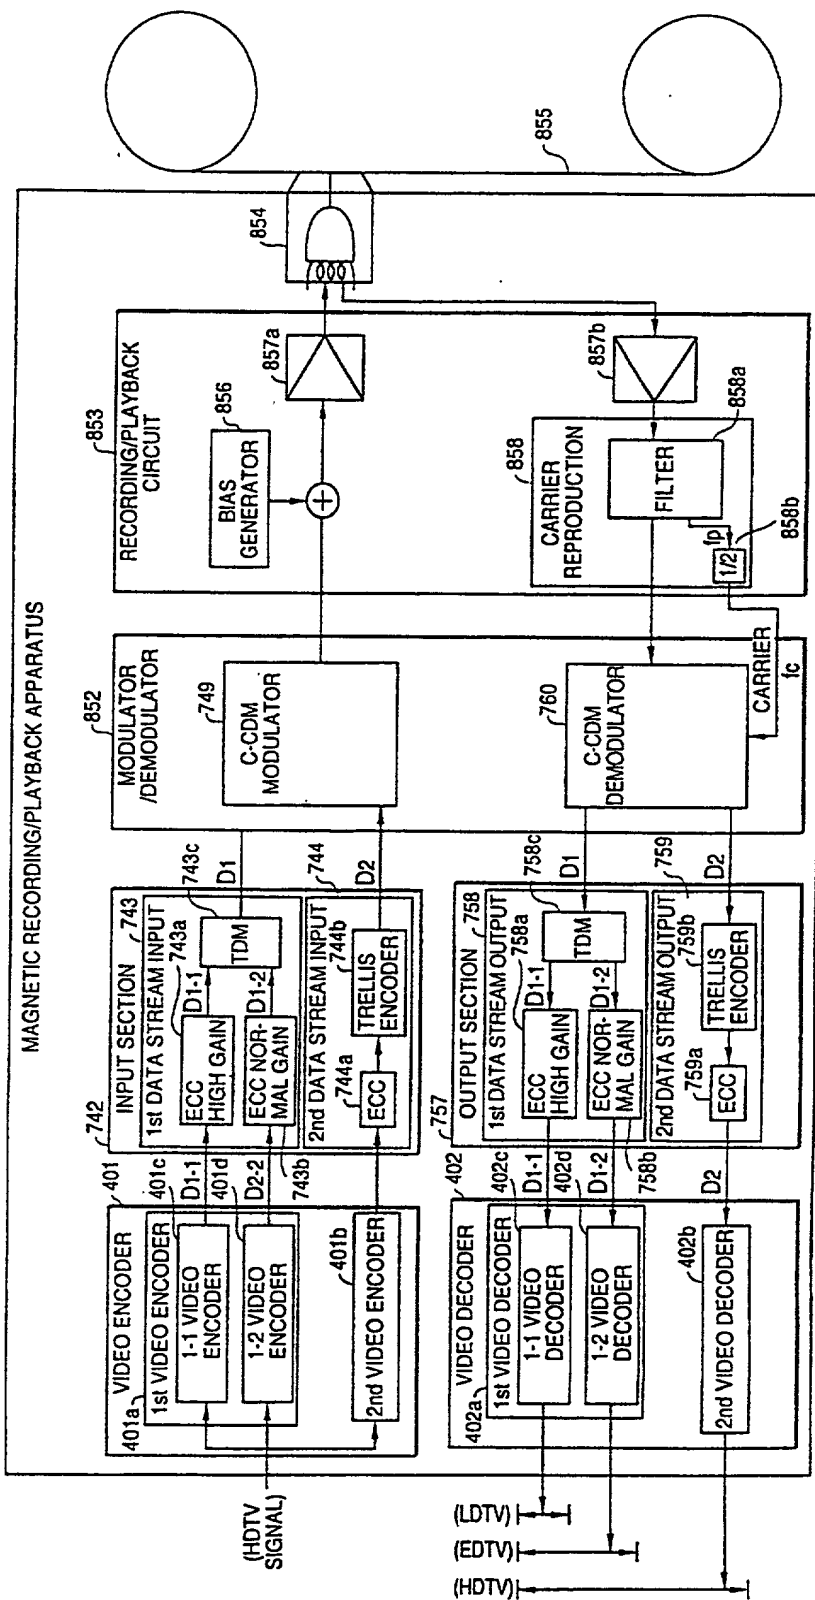 MAGNETIC RECORDING/PLAYBACK APPARATUS
(HDTV
SIGNAL)
401
VIDEO ENCODER
401a
1st VIDEO ENCODER
401c
1-1 VIDEO
ENCODER
D1-1
401d
1-2 VIDEO
ENCODER
D2-2
401b
2nd VIDEO ENCODER
742
INPUT SECTION
743
1st DATA STREAM INPUT
743a
ECC
HIGH GAIN
D1-1
743c
TDM
ECC NOR-
MAL GAIN
D1-2
743b
D1
744
2nd DATA STREAM INPUT
744a
ECC
744b
TRELLIS
ENCODER
D2
852
MODULATOR
/DEMODULATOR
749
C-CDM
MODULATOR
760
C-CDM
DEMODULATOR
CARRIER
fc
853
RECORDING/PLAYBACK
CIRCUIT
856
BIAS
GENERATOR
+
857a
854
855
857b
858
CARRIER
REPRODUCTION
858a
FILTER
fp
1/2
858b
757
OUTPUT SECTION
758
1st DATA STREAM OUTPUT
758a
ECC
HIGH GAIN
D1-1
758c
TDM
D1
ECC NOR-
MAL GAIN
D1-2
758b
759
2nd DATA STREAM OUTPUT
759a
ECC
759b
TRELLIS
ENCODER
D2
402
VIDEO DECODER
402a
1st VIDEO DECODER
402c
1-1 VIDEO
DECODER
D1-1
402d
1-2 VIDEO
DECODER
D1-2
402b
2nd VIDEO DECODER
D2
(LDTV)
(EDTV)
(HDTV)